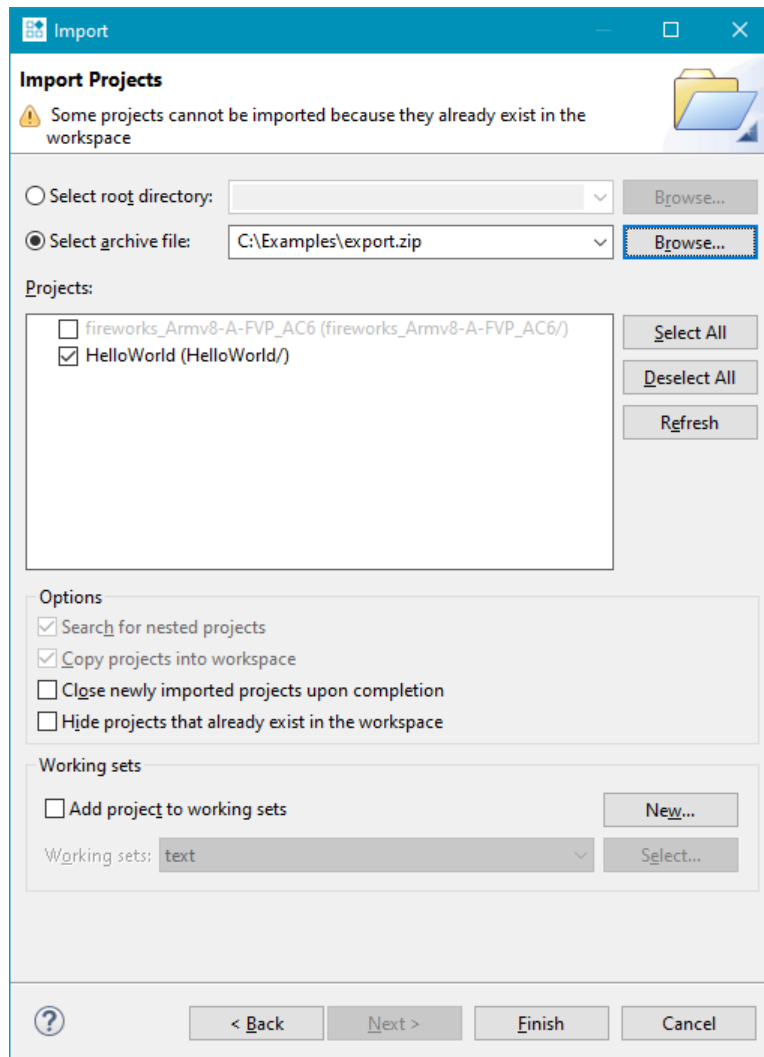 Import
Import Projects
Some projects cannot be imported because they already exist in the
workspace
Select root directory:
Browse...
Select archive file:
C:\Examples\export.zip
Browse...
Projects:
fireworks_Armv8-A-FVP_AC6 (fireworks_Armv8-A-FVP_AC6/)
HelloWorld (HelloWorld/)
Select All
Deselect All
Refresh
Options
Search for nested projects
Copy projects into workspace
Close newly imported projects upon completion
Hide projects that already exist in the workspace
Working sets
Add project to working sets
New...
Working sets:
text
Select...
?
< Back
Next >
Finish
Cancel